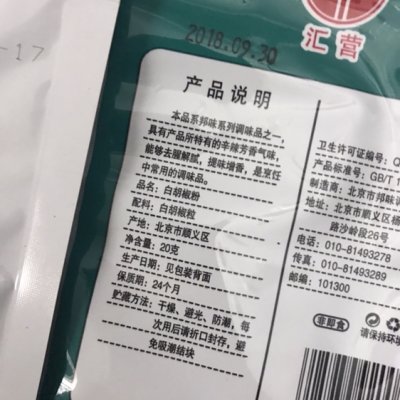 -17
2018.09.30
汇营
产品说明
本品系邦味系列调味品之一，
具有产品所特有的辛辣芳香气味，
能够去腥解腻，提味增香，是烹饪
中常用的调味品。
品名：白胡椒粉
配料：白胡椒粒
产地：北京市顺义区
净含量：20克
生产日期：见包装背面
保质期：24个月
贮藏方法：干燥、避光、防潮，每
次用后请折口封存，避
免吸潮结块
卫生许可证编号：Q
产品标准号：GB/T 1
制造商：北京市邦味调
地址：北京市顺义区杨
路沙岭段26号
电话：010-81493278
传真：010-81493289
邮编：101300
非即食
请保持环境